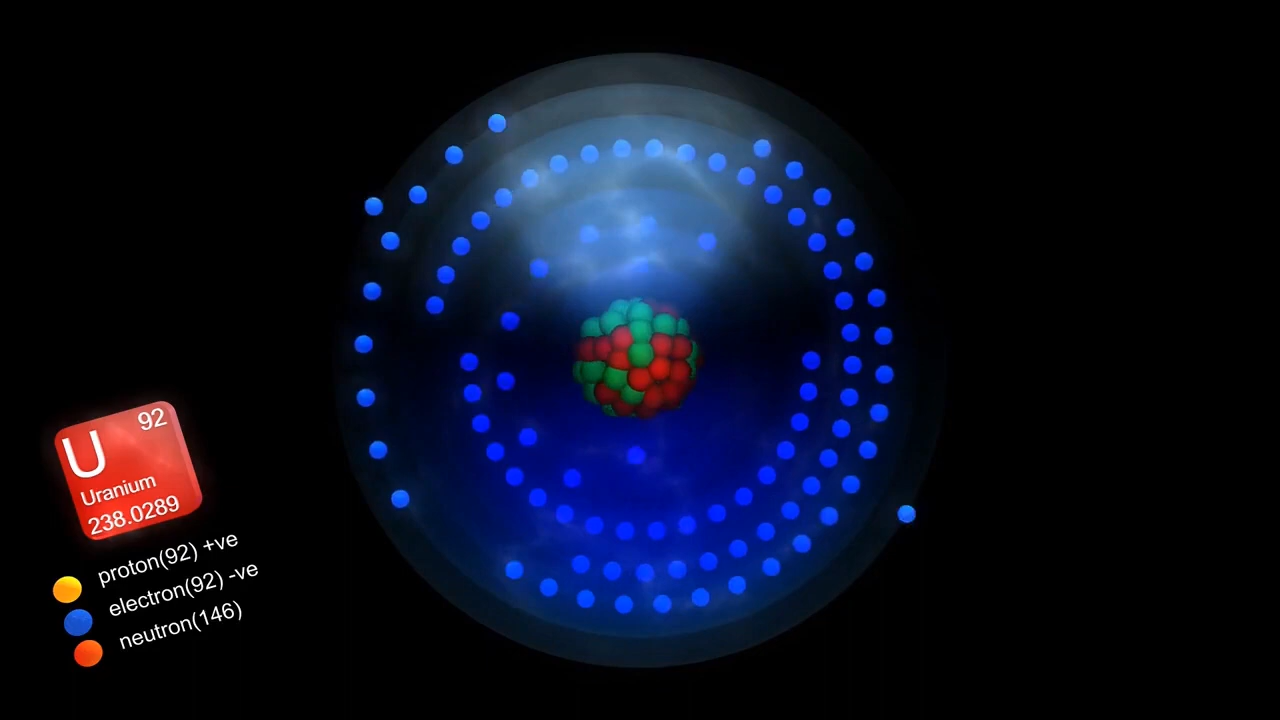 92
U
Uranium
238.0289
proton(92) +ve
electron(92) -ve
neutron(146)